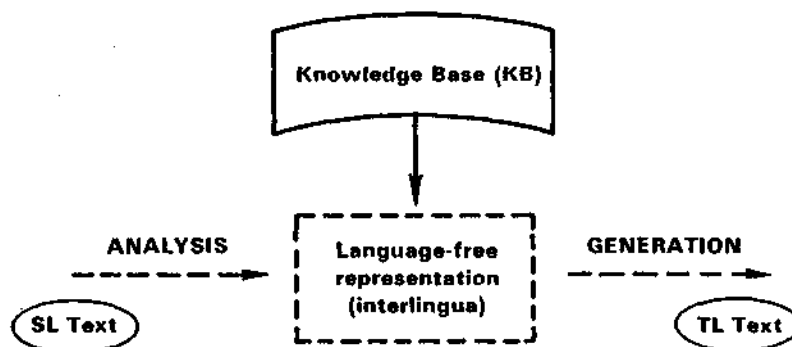 Knowledge Base (KB)
ANALYSIS
Language-free
representation
(interlingua)
GENERATION
SL Text
TL Text